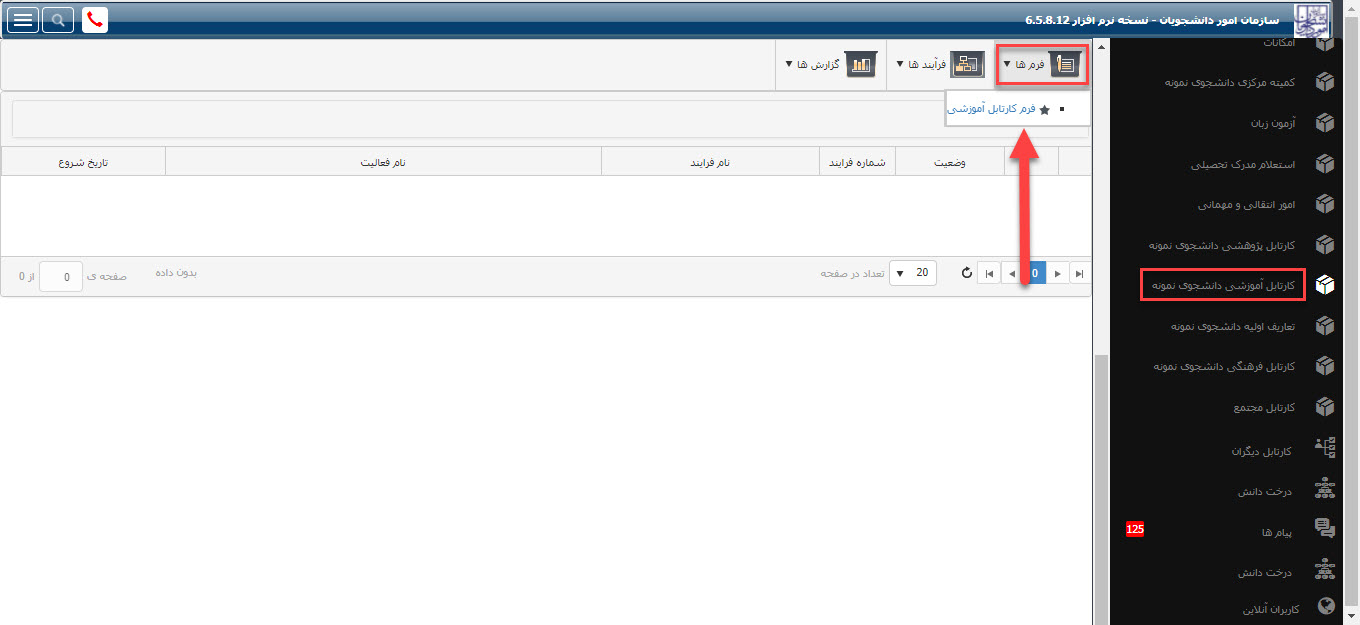 سازمان امور دانشجویان - نسخه نرم افزار 6.5.8.12
فرم ها
فرآیند ها
گزارش ها
فرم کارتابل آموزشی
وضعیت
شماره فرایند
نام فرایند
نام فعالیت
تاریخ شروع
0
20
تعداد در صفحه
بدون داده
صفحه ی
0
از 0
امکانات
کمیته مرکزی دانشجوی نمونه
آزمون زبان
استعلام مدرک تحصیلی
امور انتقالی و مهمانی
کارتابل پژوهشی دانشجوی نمونه
کارتابل آموزشی دانشجوی نمونه
تعاریف اولیه دانشجوی نمونه
کارتابل فرهنگی دانشجوی نمونه
کارتابل مجتمع
کارتابل دیگران
درخت دانش
پیام ها
125
درخت دانش
کاربران آنلاین